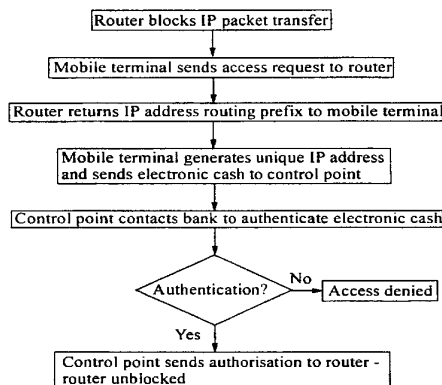 Router blocks IP packet transfer
Mobile terminal sends access request to router
Router returns IP address routing prefix to mobile terminal
Mobile terminal generates unique IP address
and sends electronic cash to control point
Control point contacts bank to authenticate electronic cash
Authentication?
No
Access denied
Yes
Control point sends authorisation to router -
router unblocked